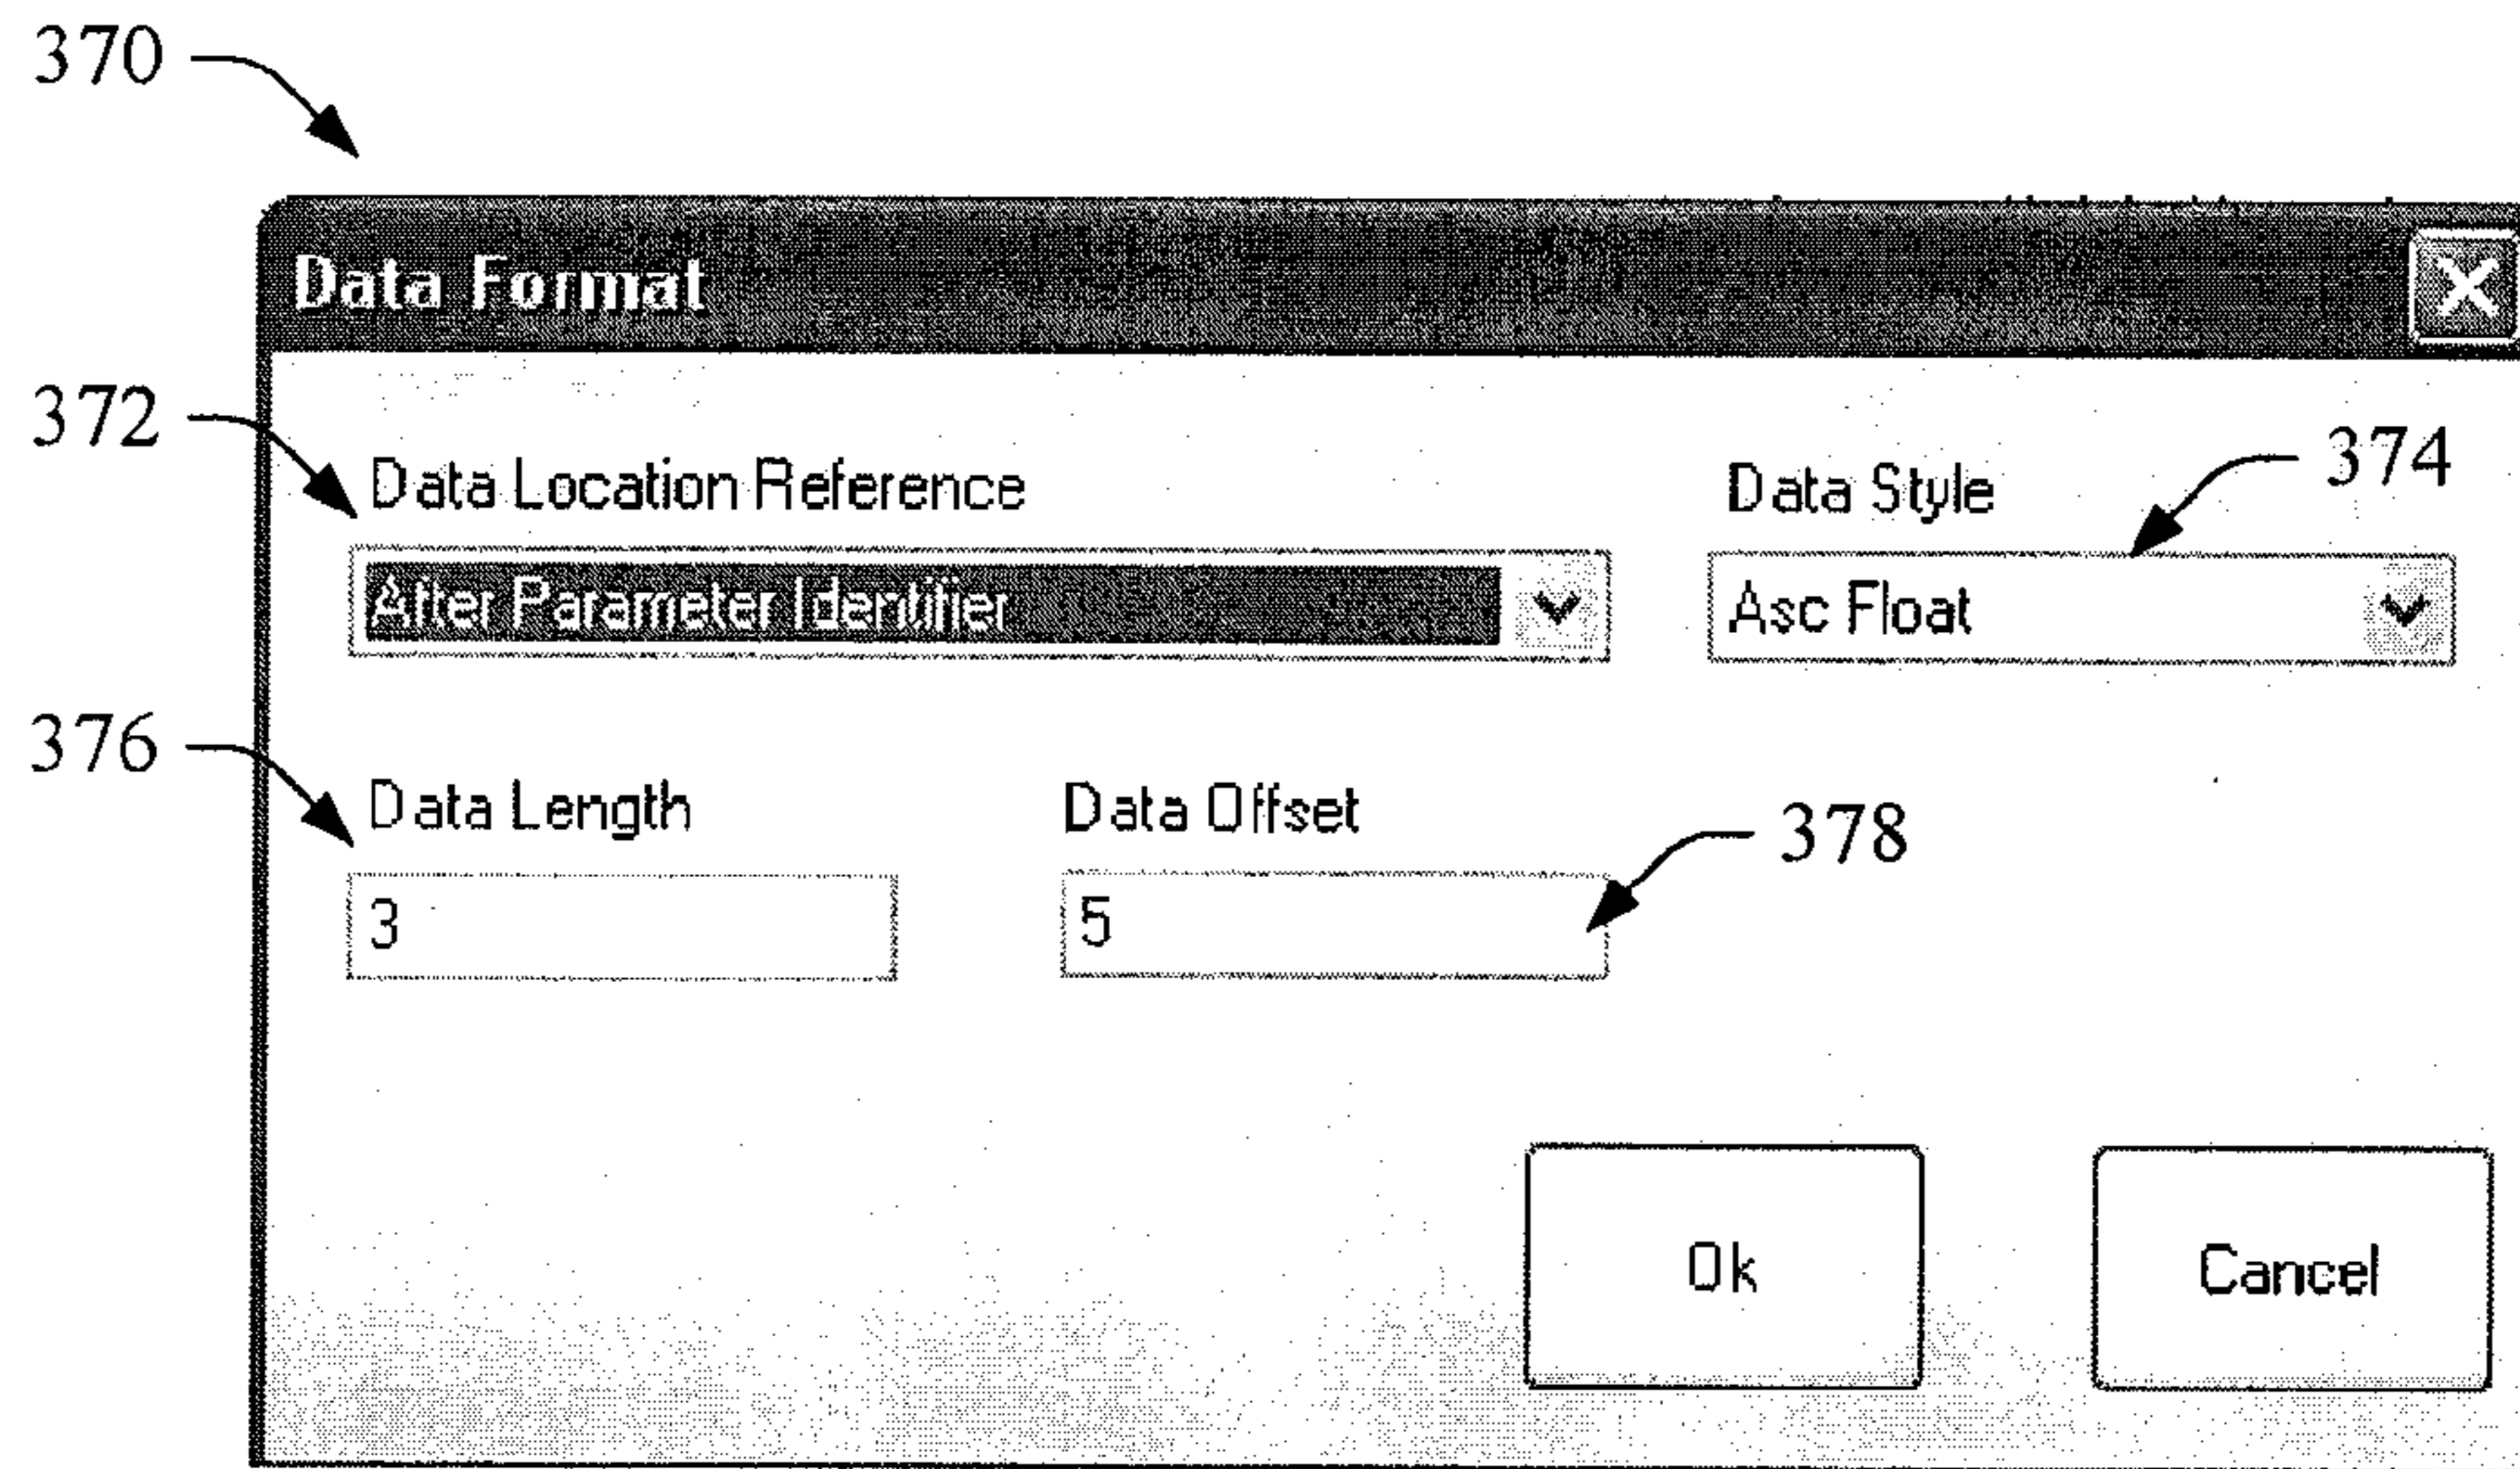 370
Data Format
372
Data Location Reference
Data Style
374
After Parameter Identifier
Asc Float
376
Data Length
Data Offset
378
3
5
Ok
Cancel